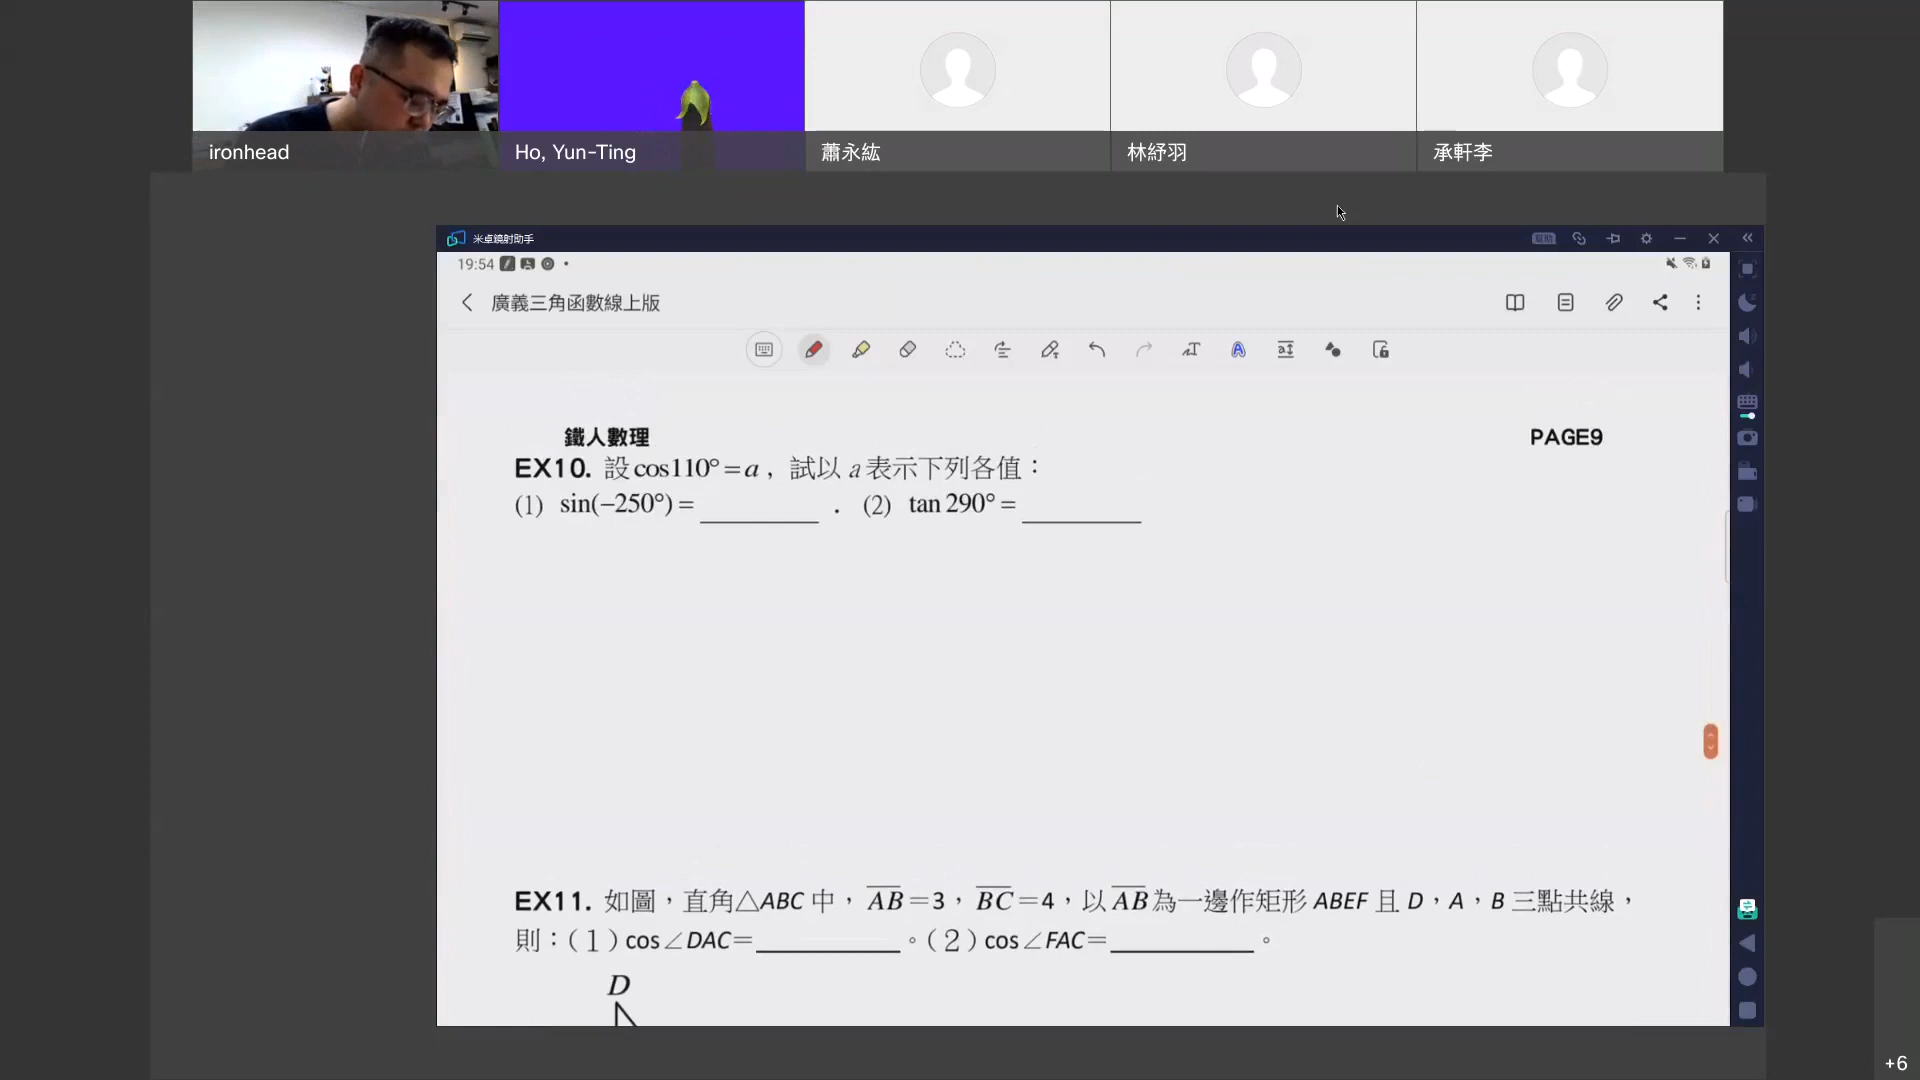 ironhead
Ho, Yun-Ting
蕭永紘
林紓羽
承軒李
米卓鏡射助手
19:54
廣義三角函數線上版
鐵人數理
PAGE9
EX10. 設 cos110° = a，試以 a 表示下列各值：
(1) sin(−250°) = ________ . (2) tan 290° = ________
EX11. 如圖，直角△ABC 中，AB＝3，BC＝4，以 AB 為一邊作矩形 ABEF 且 D，A，B 三點共線，
則：(１) cos∠DAC＝________。(２) cos∠FAC＝________。
D
+6